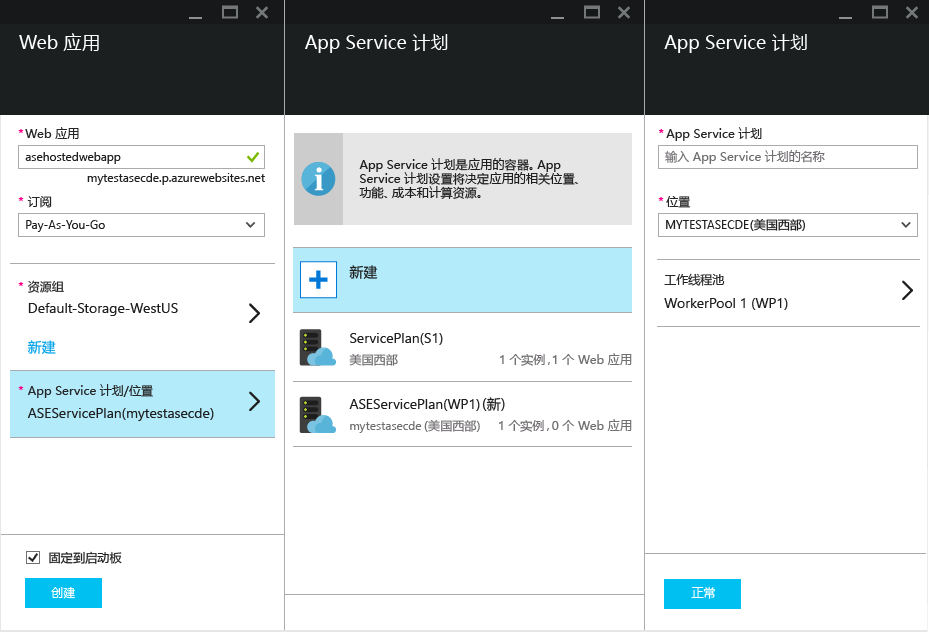 Web 应用
* Web 应用
asehostedwebapp
mytestasecde.p.azurewebsites.net
* 订阅
Pay-As-You-Go
* 资源组
Default-Storage-WestUS
新建
* App Service 计划/位置
ASEServicePlan(mytestasecde)
固定到启动板
创建
App Service 计划
App Service 计划是应用的容器。App
Service 计划设置将决定应用的相关位置、
功能、成本和计算资源。
新建
ServicePlan(S1)
美国西部 1 个实例,1 个 Web 应用
ASEServicePlan(WP1)(新)
mytestasecde (美国西部) 1 个实例,0 个 Web 应用
App Service 计划
* App Service 计划
输入 App Service 计划的名称
* 位置
MYTESTASECDE(美国西部)
工作线程池
WorkerPool 1 (WP1)
正常